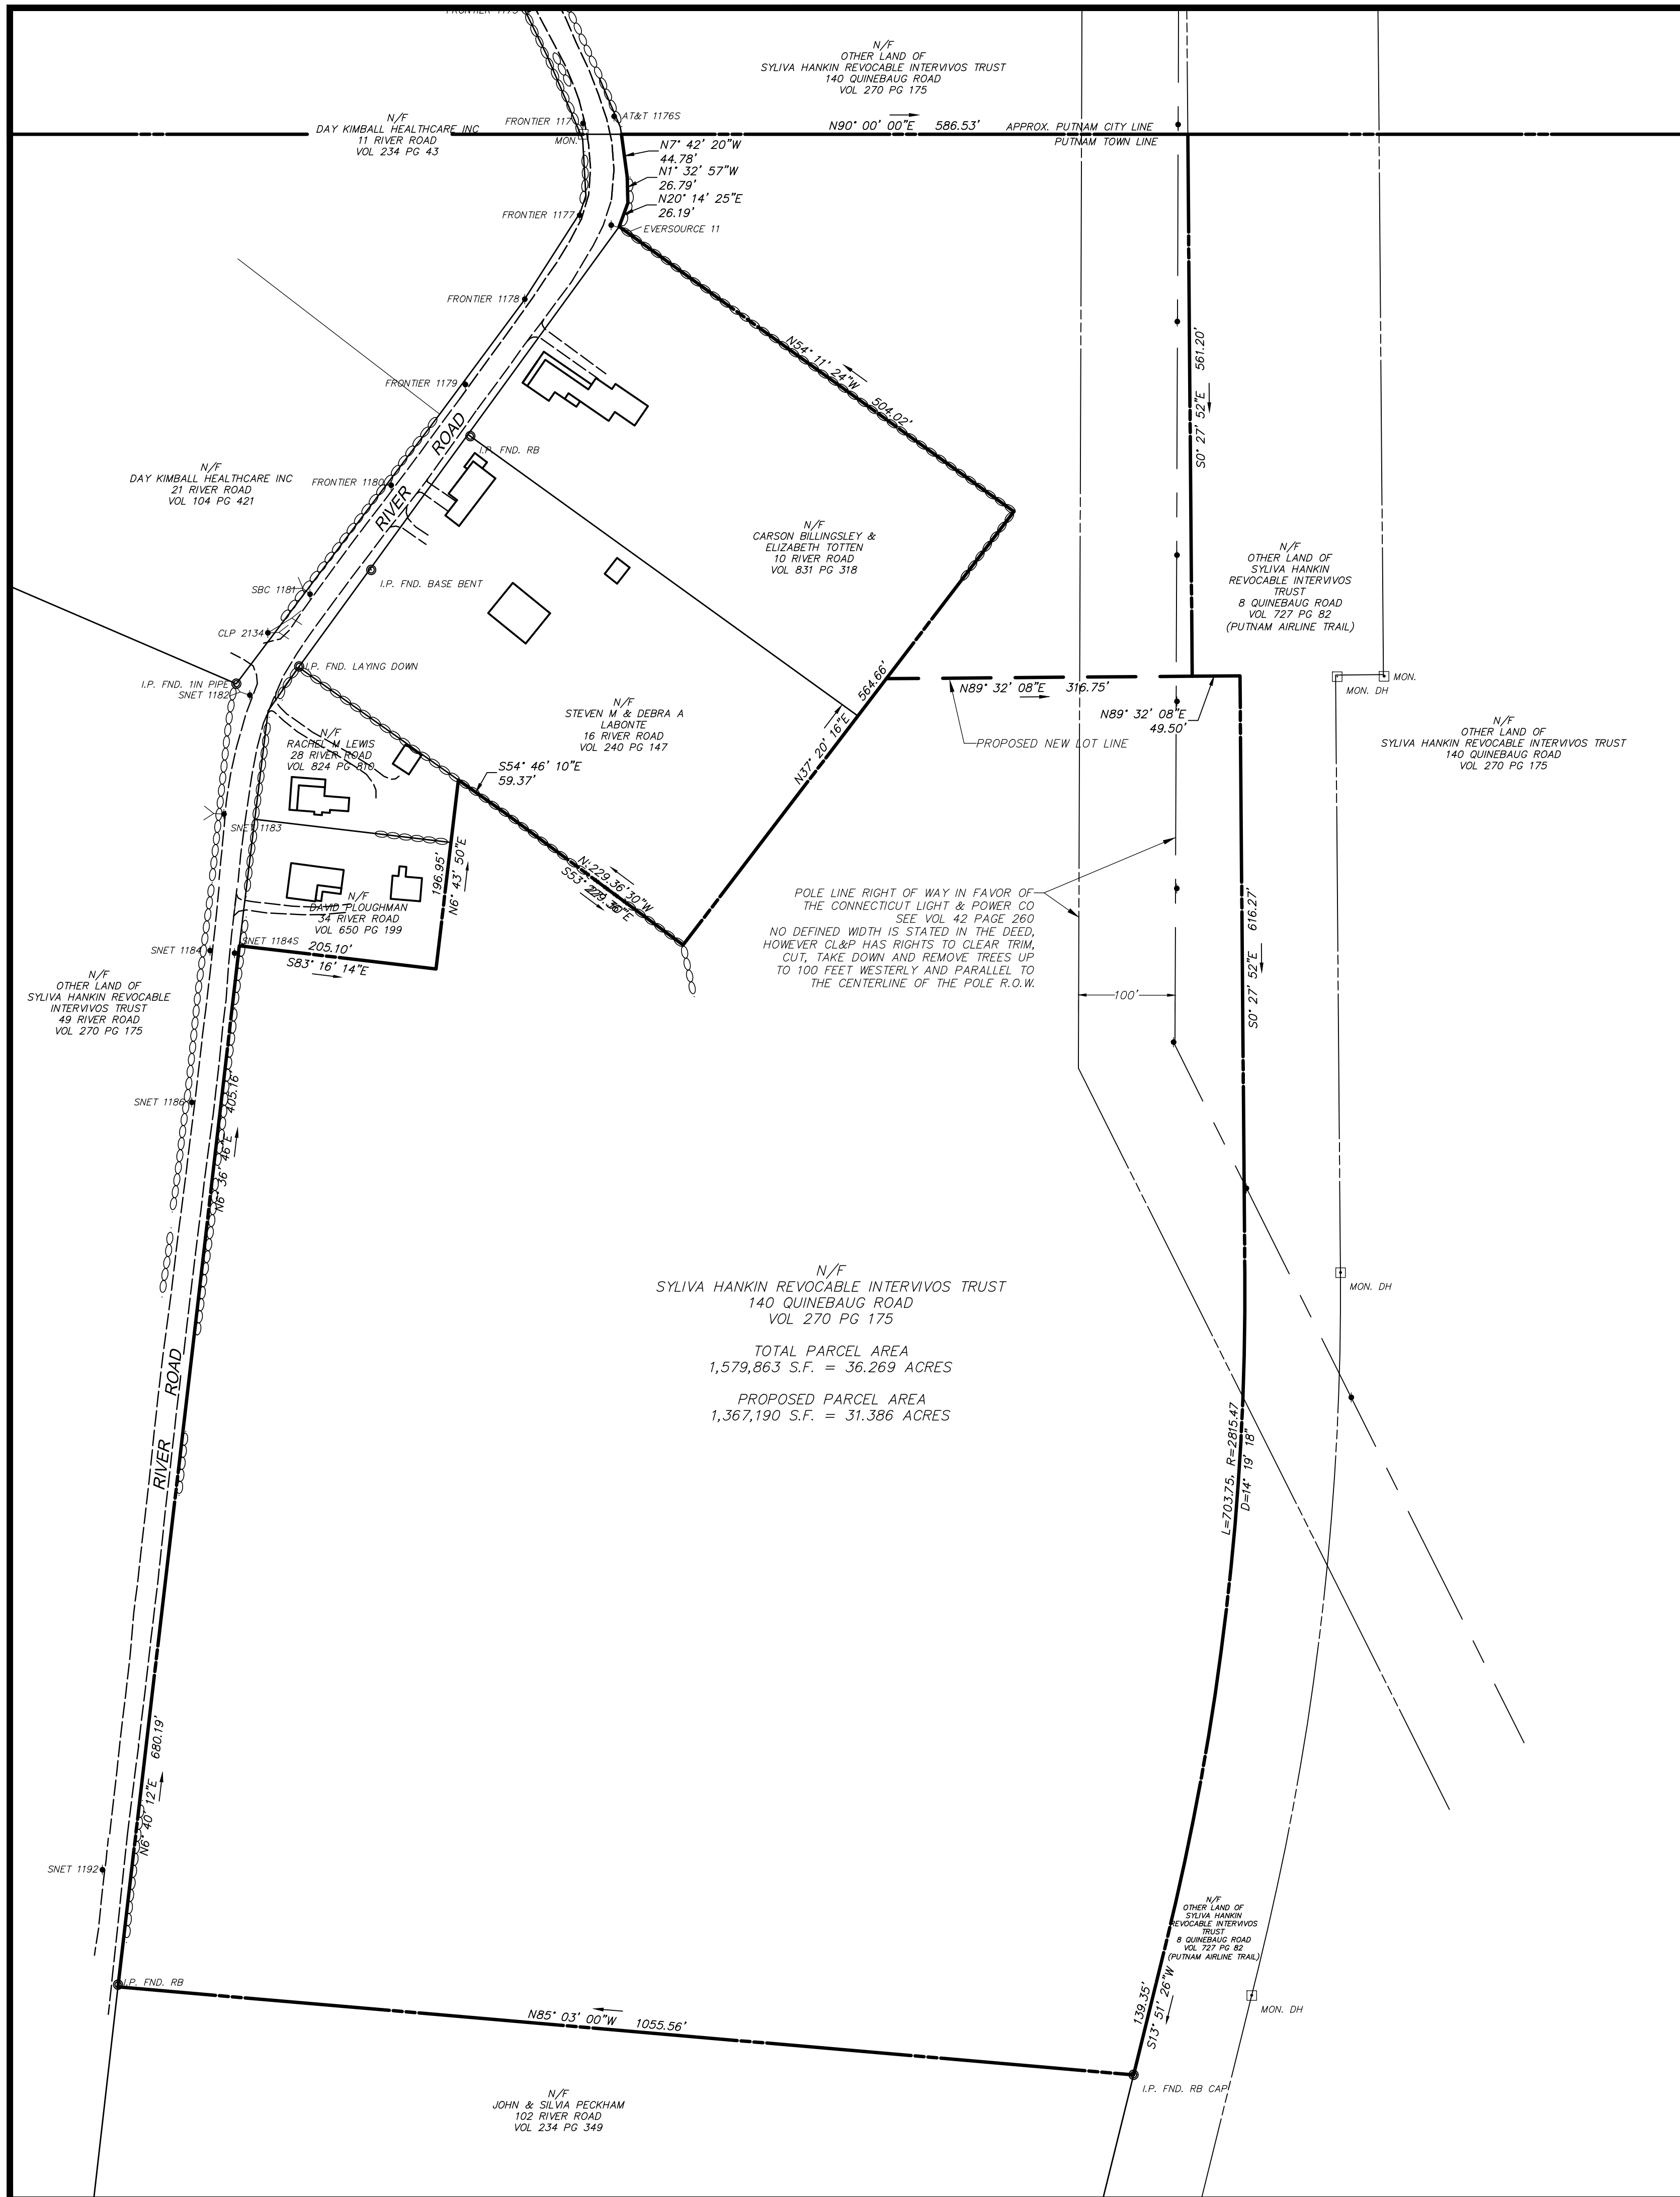 N/F
OTHER LAND OF
SYLIVA HANKIN REVOCABLE INTERVIVOS TRUST
140 QUINEBAUG ROAD
VOL 270 PG 175
N/F
DAY KIMBALL HEALTHCARE INC
11 RIVER ROAD
VOL 234 PG 43
FRONTIER 117
MON.
AT&T 1176S
N90° 00' 00"E 586.53'
APPROX. PUTNAM CITY LINE
PUTNAM TOWN LINE
N7° 42' 20"W
44.78'
N1° 32' 57"W
26.79'
N20° 14' 25"E
26.19'
FRONTIER 1177
EVERSOURCE 11
FRONTIER 1178
N54° 11' 24"W 504.02'
S0° 27' 52"E 561.20'
FRONTIER 1179
RIVER ROAD
I.P. FND. RB
N/F
DAY KIMBALL HEALTHCARE INC
21 RIVER ROAD
VOL 104 PG 421
FRONTIER 1180
N/F
CARSON BILLINGSLEY &
ELIZABETH TOTTEN
10 RIVER ROAD
VOL 831 PG 318
N/F
OTHER LAND OF
SYLIVA HANKIN
REVOCABLE INTERVIVOS
TRUST
8 QUINEBAUG ROAD
VOL 727 PG 82
(PUTNAM AIRLINE TRAIL)
SBC 1181
I.P. FND. BASE BENT
CLP 2134
I.P. FND. LAYING DOWN
I.P. FND. 1IN PIPE
SNET 1182
N37° 20' 16"E 564.66'
N89° 32' 08"E 316.75'
N89° 32' 08"E
49.50'
MON.
MON. DH
N/F
STEVEN M & DEBRA A
LABONTE
16 RIVER ROAD
VOL 240 PG 147
PROPOSED NEW LOT LINE
N/F
OTHER LAND OF
SYLIVA HANKIN REVOCABLE INTERVIVOS TRUST
140 QUINEBAUG ROAD
VOL 270 PG 175
N/F
RACHEL M LEWIS
28 RIVER ROAD
VOL 824 PG 810
S54° 46' 10"E
59.37'
SNET 1183
196.95'
N6° 43' 50"E
229.36'
30"W
S53°
229.36'
N/F
DAVID PLOUGHMAN
34 RIVER ROAD
VOL 650 PG 199
POLE LINE RIGHT OF WAY IN FAVOR OF
THE CONNECTICUT LIGHT & POWER CO
SEE VOL 42 PAGE 260
NO DEFINED WIDTH IS STATED IN THE DEED,
HOWEVER CL&P HAS RIGHTS TO CLEAR TRIM,
CUT, TAKE DOWN AND REMOVE TREES UP
TO 100 FEET WESTERLY AND PARALLEL TO
THE CENTERLINE OF THE POLE R.O.W.
S0° 27' 52"E 616.27'
SNET 1184
SNET 1184S
205.10'
S83° 16' 14"E
100'
N/F
OTHER LAND OF
SYLIVA HANKIN REVOCABLE
INTERVIVOS TRUST
49 RIVER ROAD
VOL 270 PG 175
SNET 1186
N6° 36' 46"E 405.16'
N/F
SYLIVA HANKIN REVOCABLE INTERVIVOS TRUST
140 QUINEBAUG ROAD
VOL 270 PG 175
TOTAL PARCEL AREA
1,579,863 S.F. = 36.269 ACRES
PROPOSED PARCEL AREA
1,367,190 S.F. = 31.386 ACRES
MON. DH
RIVER ROAD
L=703.75, R=2815.47
D=14° 19' 18"
N6° 40' 12"E 680.19'
SNET 1192
N/F
OTHER LAND OF
SYLIVA HANKIN
REVOCABLE INTERVIVOS
TRUST
8 QUINEBAUG ROAD
VOL 727 PG 82
(PUTNAM AIRLINE TRAIL)
I.P. FND. RB
139.35'
S13° 51' 26"W
MON. DH
N85° 03' 00"W 1055.56'
I.P. FND. RB CAP
N/F
JOHN & SILVIA PECKHAM
102 RIVER ROAD
VOL 234 PG 349